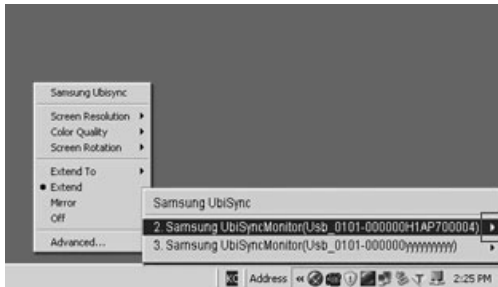 Samsung Ubisync
Screen Resolution
Color Quality
Screen Rotation
Extend To
Extend
Mirror
Off
Advanced...
Samsung UbiSync
2. Samsung UbiSyncMonitor(Usb_0101-000000H1AP700004)
3. Samsung UbiSyncMonitor(Usb_0101-000000yyyyyyyyyy)
Address « 2:25 PM